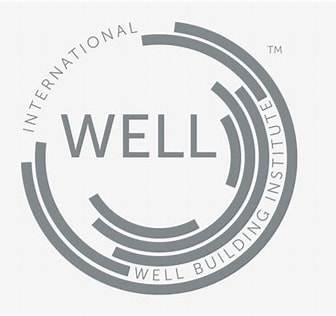 INTERNATIONAL
WELL
WELL BUILDING INSTITUTE
TM